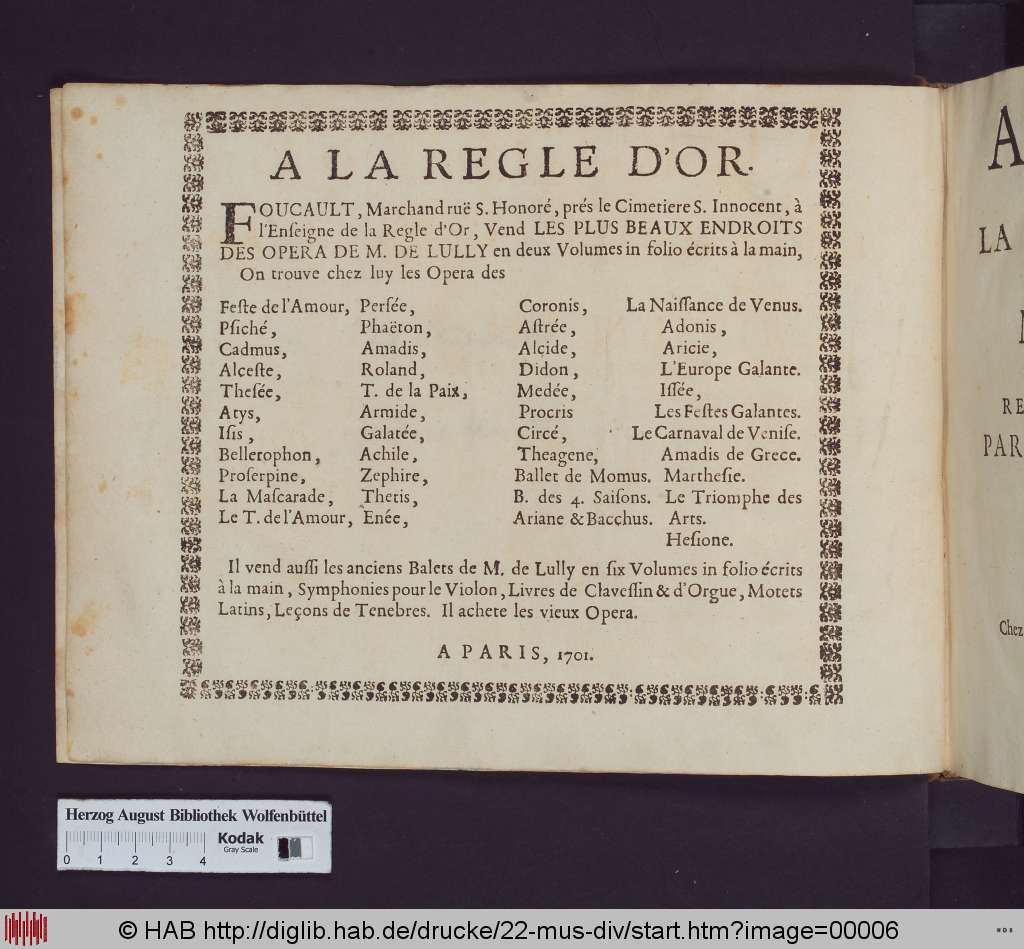 A LA REGLE D'OR.
FOUCAULT, Marchand ruë S. Honoré, prés le Cimetiere S. Innocent, à
l'Enseigne de la Regle d'Or, Vend LES PLUS BEAUX ENDROITS
DES OPERA DE M. DE LULLY en deux Volumes in folio écrits à la main,
On trouve chez luy les Opera des
Feste de l'Amour, Persée, Coronis, La Naissance de Venus.
Psiché, Phaëton, Astrée, Adonis,
Cadmus, Amadis, Alcide, Aricie,
Alceste, Roland, Didon, L'Europe Galante.
Thesée, T. de la Paix, Medée, Issée,
Atys, Armide, Procris Les Festes Galantes.
Isis, Galatée, Circé, Le Carnaval de Venise.
Bellerophon, Achile, Theagene, Amadis de Grece.
Proserpine, Zephire, Ballet de Momus. Marthesie.
La Mascarade, Thetis, B. des 4. Saisons. Le Triomphe des
Le T. de l'Amour, Enée, Ariane & Bacchus. Arts.
Hesione.
Il vend aussi les anciens Balets de M. de Lully en six Volumes in folio écrits
à la main, Symphonies pour le Violon, Livres de Clavessin & d'Orgue, Motets
Latins, Leçons de Tenebres. Il achete les vieux Opera.
A PARIS, 1701.
A
LA
RE
PAR
Chez
Herzog August Bibliothek Wolfenbüttel
Kodak
Gray Scale
0 1 2 3 4
© HAB http://diglib.hab.de/drucke/22-mus-div/start.htm?image=00006